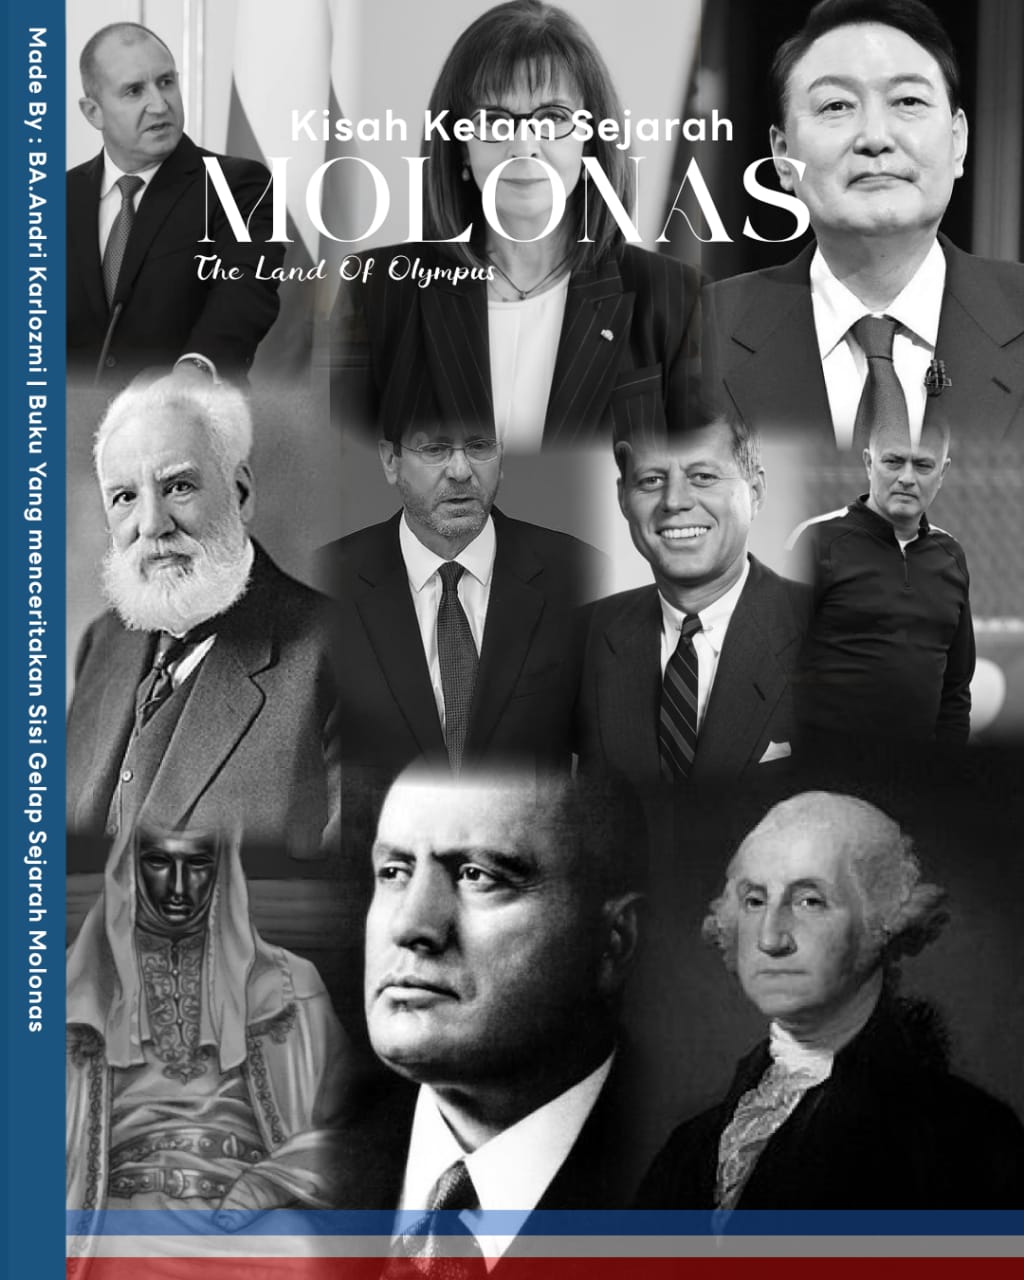 Kisah Kelam Sejarah
MOLONAS
The Land Of Olympus
Made By : BA.Andri Karlozmi | Buku Yang menceritakan Sisi Gelap Sejarah Molonas